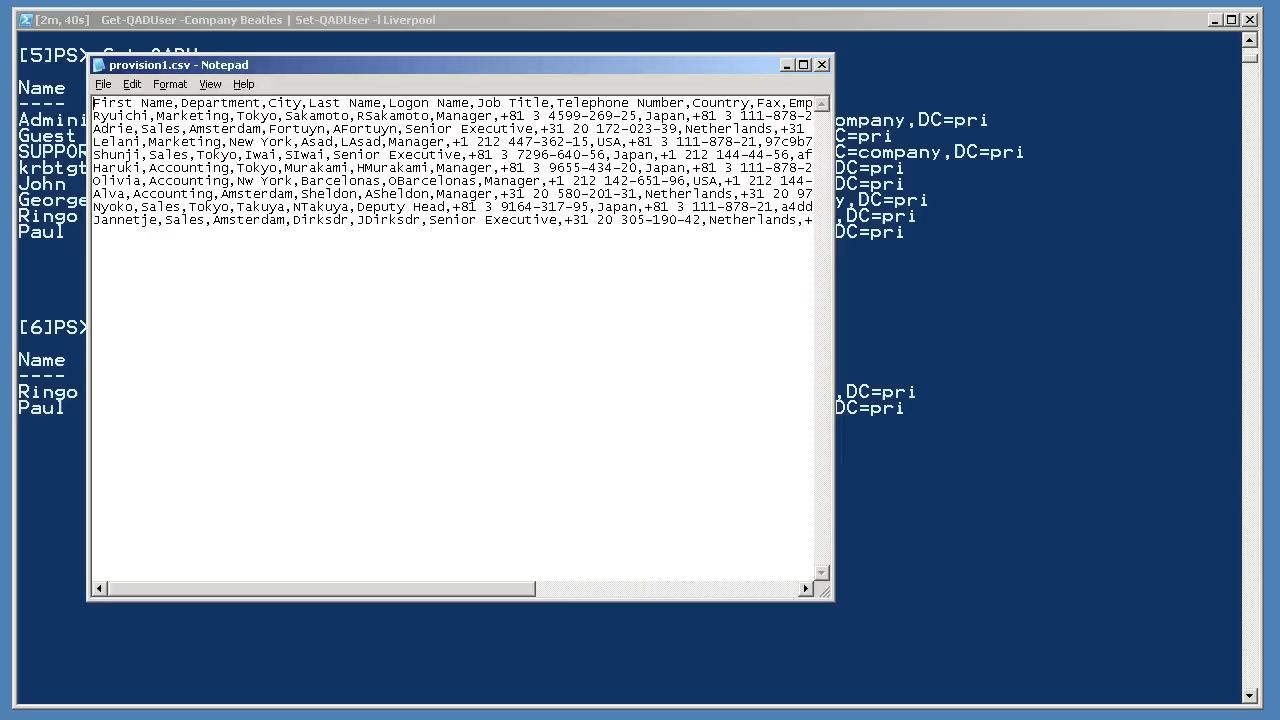 [2m, 40s] Get-QADUser -Company Beatles | Set-QADUser -l Liverpool
[5]PS>
Name
----
Admini
Guest
SUPPOR
krbtgt
John
George
Ringo
Paul
company,DC=pri
DC=pri
C=company,DC=pri
DC=pri
DC=pri
y,DC=pri
DC=pri
DC=pri
[6]PS>
Name
----
Ringo ,DC=pri
Paul DC=pri
provision1.csv - Notepad
File Edit Format View Help
First Name,Department,City,Last Name,Logon Name,Job Title,Telephone Number,Country,Fax,Emp
Ryuichi,Marketing,Tokyo,Sakamoto,RSakamoto,Manager,+81 3 4599-269-25,Japan,+81 3 111-878-2
Adrie,Sales,Amsterdam,Fortuyn,AFortuyn,Senior Executive,+31 20 172-023-39,Netherlands,+31
Lelani,Marketing,New York,Asad,LAsad,Manager,+1 212 447-362-15,USA,+81 3 111-878-21,97c9b7
Shunji,Sales,Tokyo,Iwai,SIwai,Senior Executive,+81 3 7296-640-56,Japan,+1 212 144-44-56,af
Haruki,Accounting,Tokyo,Murakami,HMurakami,Manager,+81 3 9655-434-20,Japan,+81 3 111-878-2
Olivia,Accounting,Nw York,Barcelonas,OBarcelonas,Manager,+1 212 142-651-96,USA,+1 212 144-
Alva,Accounting,Amsterdam,Sheldon,ASheldon,Manager,+31 20 580-201-31,Netherlands,+31 20 97
Nyoko,Sales,Tokyo,Takuya,NTakuya,Deputy Head,+81 3 9164-317-95,Japan,+81 3 111-878-21,a4dd
Jannetje,Sales,Amsterdam,Dirksdr,JDirksdr,Senior Executive,+31 20 305-190-42,Netherlands,+